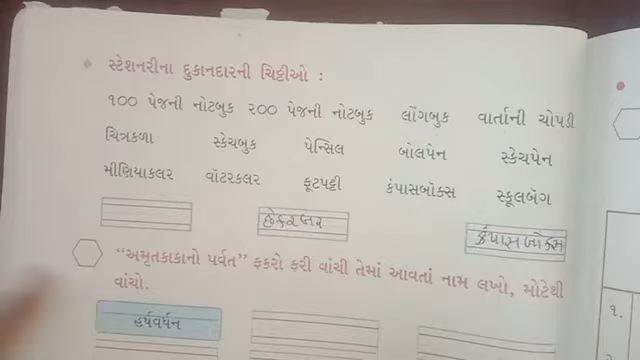 સ્ટેશનરીના દુકાનદારની ચિઠ્ઠીઓ :
૧૦૦ પેજની નોટબુક ૨૦૦ પેજની નોટબુક લોંગબુક વાર્તાની ચોપડી
ચિત્રકળા સ્કેચબુક પેન્સિલ બોલપેન સ્કેચપેન
મીણિયાકલર વૉટરકલર ફૂટપટ્ટી કંપાસબૉક્સ સ્કૂલબૅગ
કંપાસ બોક્સ
“અમૃતકાકાનો પર્વત” ફકરો ફરી વાંચી તેમાં આવતાં નામ લખો, મોટેથી
વાંચો.
હર્ષવર્ધન
૧.